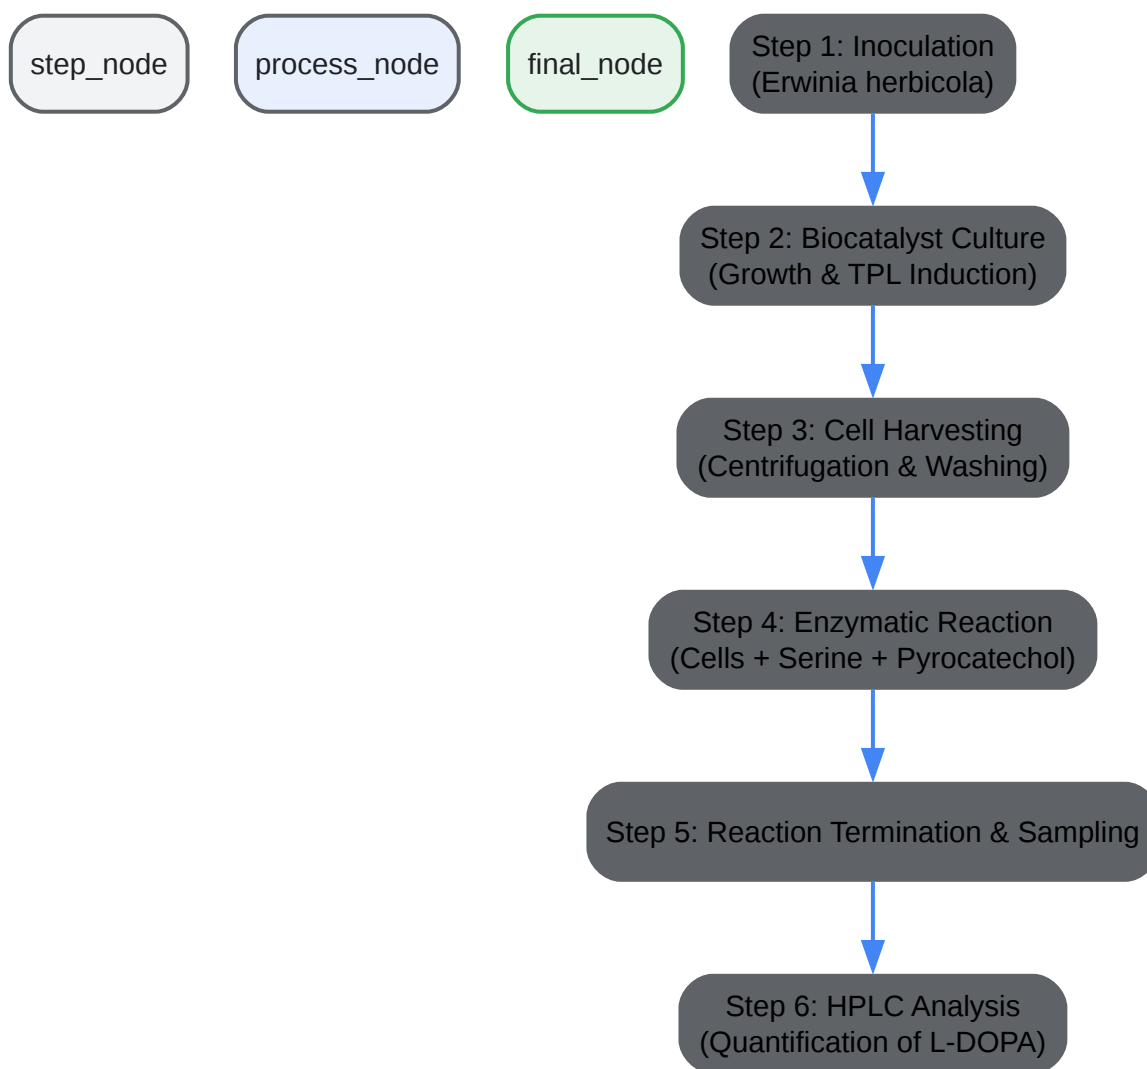 step_node
process_node
final_node
Step 1: Inoculation
(Erwinia herbicola)
Step 2: Biocatalyst Culture
(Growth & TPL Induction)
Step 3: Cell Harvesting
(Centrifugation & Washing)
Step 4: Enzymatic Reaction
(Cells + Serine + Pyrocatechol)
Step 5: Reaction Termination & Sampling
Step 6: HPLC Analysis
(Quantification of L-DOPA)